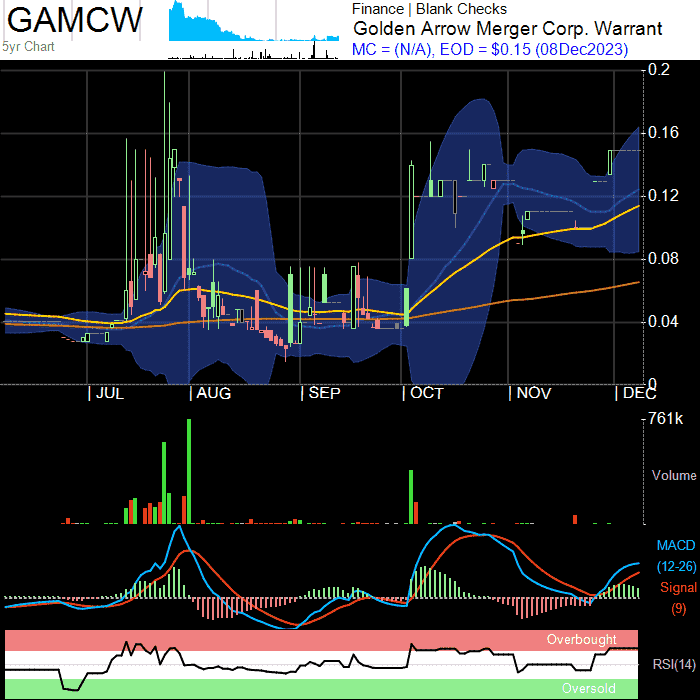 GAMCW
5yr Chart
Finance | Blank Checks
Golden Arrow Merger Corp. Warrant
MC = (N/A), EOD = $0.15 (08Dec2023)
0.2
0.16
0.12
0.08
0.04
0
JUL AUG SEP OCT NOV DEC
761k
Volume
MACD
(12-26)
Signal
(9)
Overbought
RSI(14)
Oversold